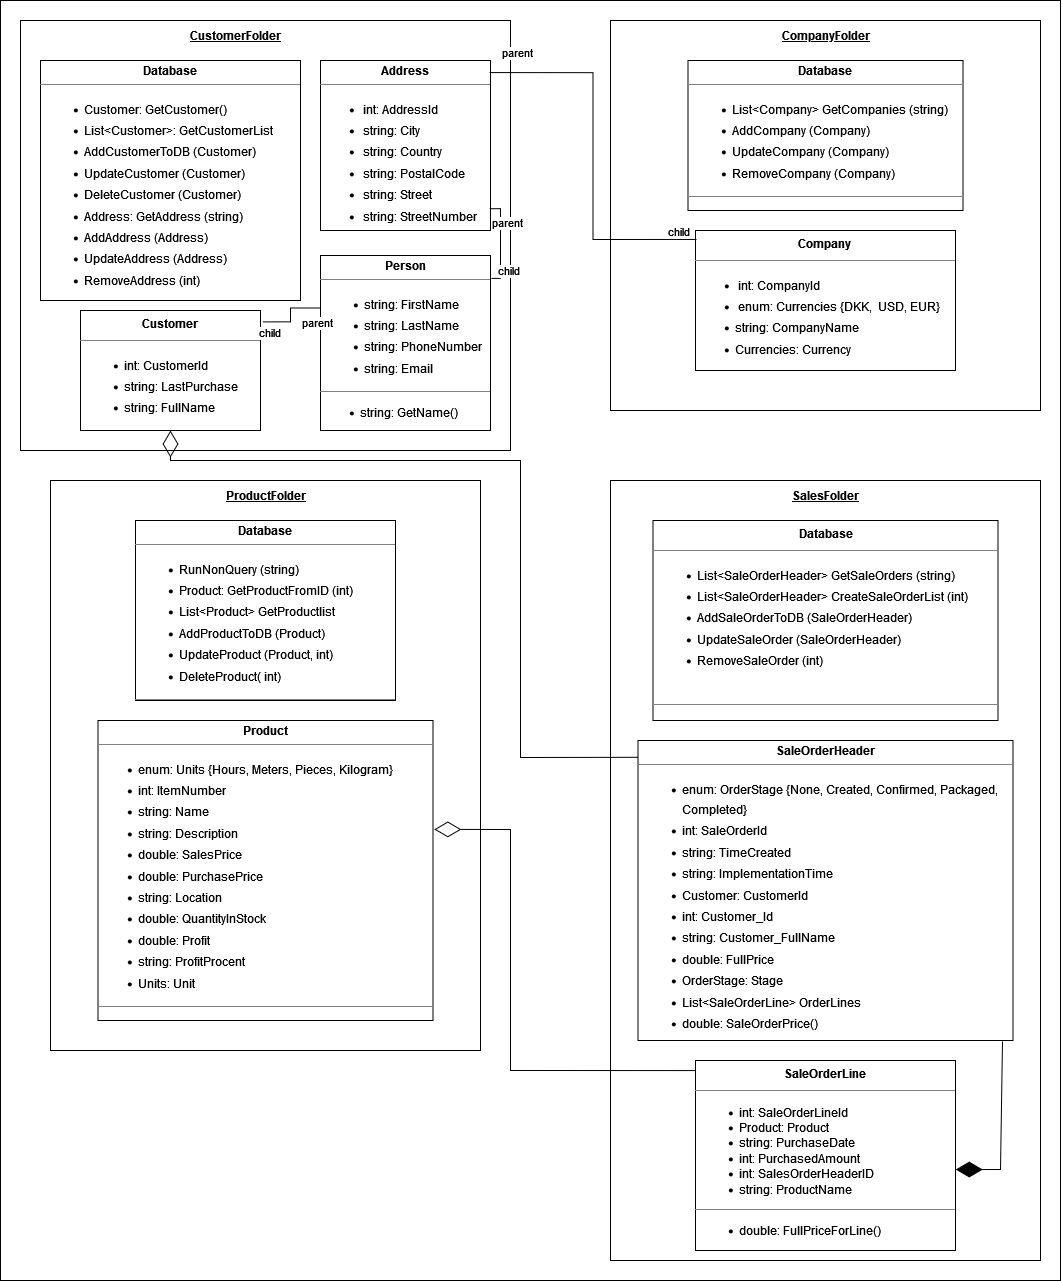 CustomerFolder
Database
Customer: GetCustomer()
List<Customer>: GetCustomerList
AddCustomerToDB (Customer)
UpdateCustomer (Customer)
DeleteCustomer (Customer)
Address: GetAddress (string)
AddAddress (Address)
UpdateAddress (Address)
RemoveAddress (int)
Address
int: AddressId
string: City
string: Country
string: PostalCode
string: Street
string: StreetNumber
parent
parent
child
Person
string: FirstName
string: LastName
string: PhoneNumber
string: Email
string: GetName()
parent
child
Customer
int: CustomerId
string: LastPurchase
string: FullName
CompanyFolder
Database
List<Company> GetCompanies (string)
AddCompany (Company)
UpdateCompany (Company)
RemoveCompany (Company)
child
Company
int: CompanyId
enum: Currencies {DKK, USD, EUR}
string: CompanyName
Currencies: Currency
ProductFolder
Database
RunNonQuery (string)
Product: GetProductFromID (int)
List<Product> GetProductlist
AddProductToDB (Product)
UpdateProduct (Product, int)
DeleteProduct( int)
Product
enum: Units {Hours, Meters, Pieces, Kilogram}
int: ItemNumber
string: Name
string: Description
double: SalesPrice
double: PurchasePrice
string: Location
double: QuantityInStock
double: Profit
string: ProfitProcent
Units: Unit
SalesFolder
Database
List<SaleOrderHeader> GetSaleOrders (string)
List<SaleOrderHeader> CreateSaleOrderList (int)
AddSaleOrderToDB (SaleOrderHeader)
UpdateSaleOrder (SaleOrderHeader)
RemoveSaleOrder (int)
SaleOrderHeader
enum: OrderStage {None, Created, Confirmed, Packaged,
Completed}
int: SaleOrderId
string: TimeCreated
string: ImplementationTime
Customer: CustomerId
int: Customer_Id
string: Customer_FullName
double: FullPrice
OrderStage: Stage
List<SaleOrderLine> OrderLines
double: SaleOrderPrice()
SaleOrderLine
int: SaleOrderLineId
Product: Product
string: PurchaseDate
int: PurchasedAmount
int: SalesOrderHeaderID
string: ProductName
double: FullPriceForLine()